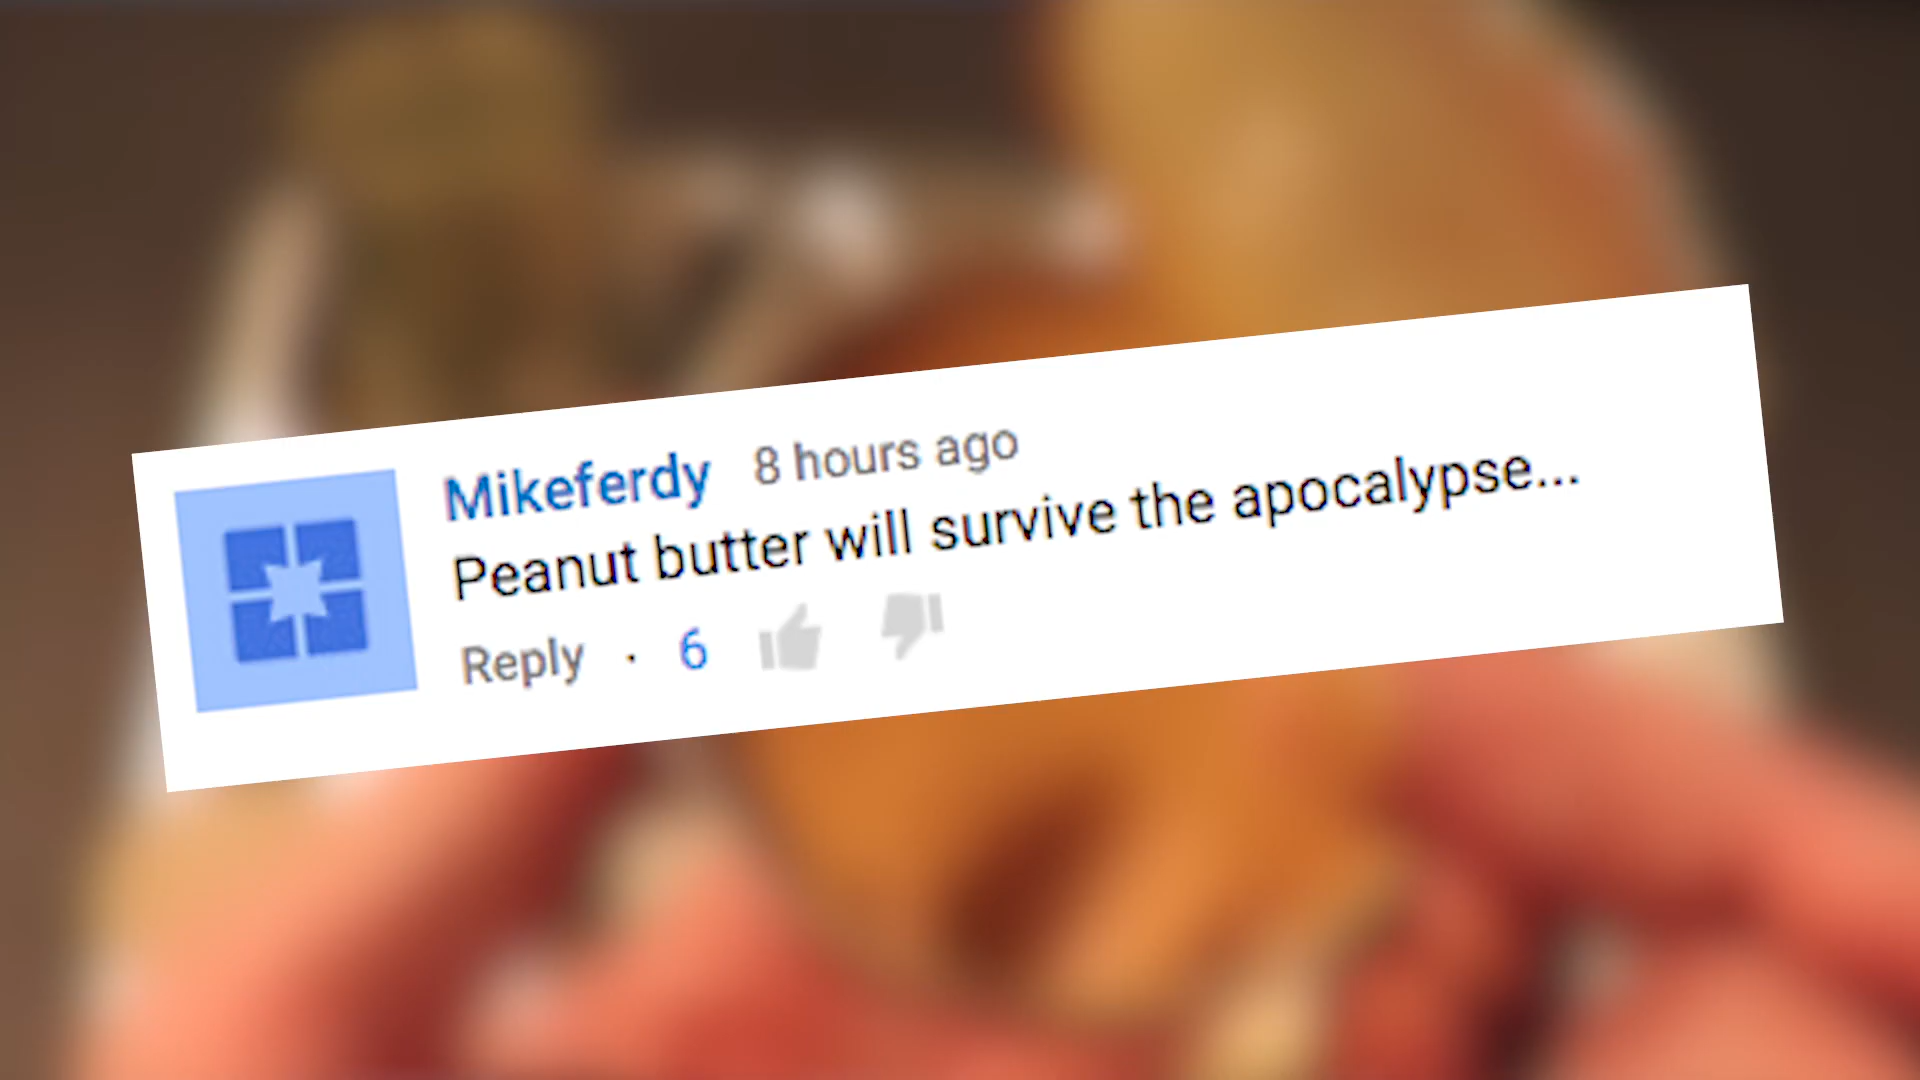 Mikeferdy 8 hours ago
Peanut butter will survive the apocalypse...
Reply · 6